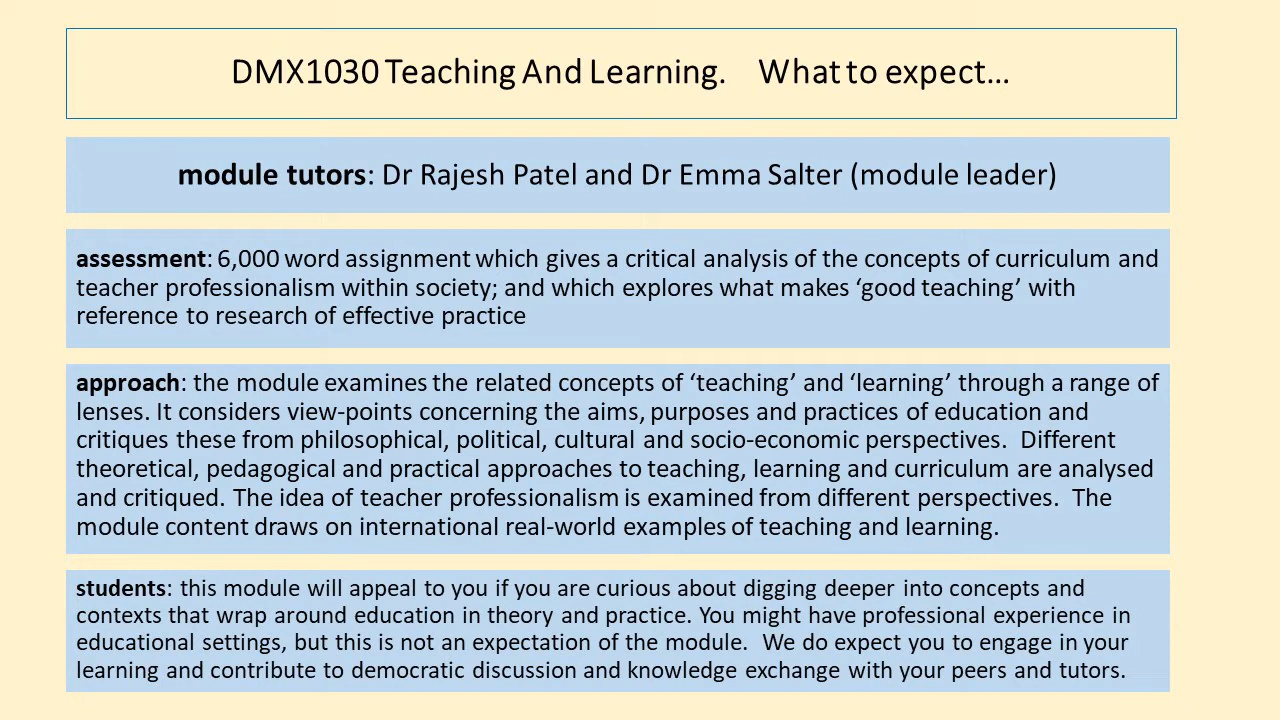 DMX1030 Teaching And Learning. What to expect…
module tutors: Dr Rajesh Patel and Dr Emma Salter (module leader)
assessment: 6,000 word assignment which gives a critical analysis of the concepts of curriculum and
teacher professionalism within society; and which explores what makes ‘good teaching’ with
reference to research of effective practice
approach: the module examines the related concepts of ‘teaching’ and ‘learning’ through a range of
lenses. It considers view-points concerning the aims, purposes and practices of education and
critiques these from philosophical, political, cultural and socio-economic perspectives. Different
theoretical, pedagogical and practical approaches to teaching, learning and curriculum are analysed
and critiqued. The idea of teacher professionalism is examined from different perspectives. The
module content draws on international real-world examples of teaching and learning.
students: this module will appeal to you if you are curious about digging deeper into concepts and
contexts that wrap around education in theory and practice. You might have professional experience in
educational settings, but this is not an expectation of the module. We do expect you to engage in your
learning and contribute to democratic discussion and knowledge exchange with your peers and tutors.